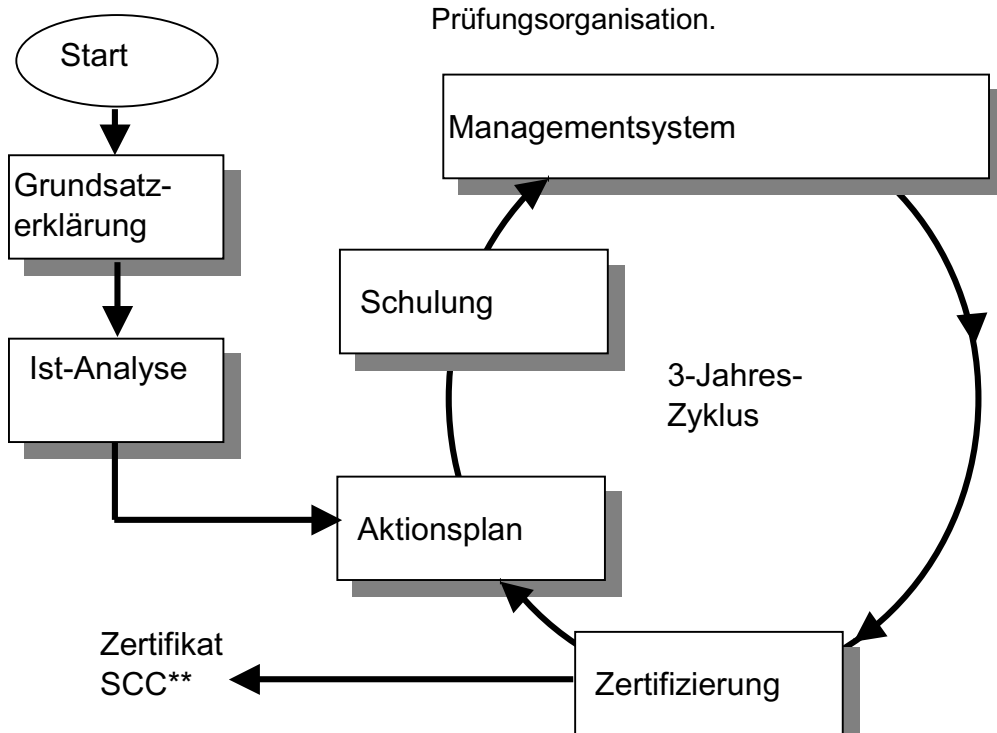 Prüfungsorganisation.
Start
Managementsystem
Grundsatz-
erklärung
Schulung
Ist-Analyse
3-Jahres-
Zyklus
Aktionsplan
Zertifikat
SCC**
Zertifizierung